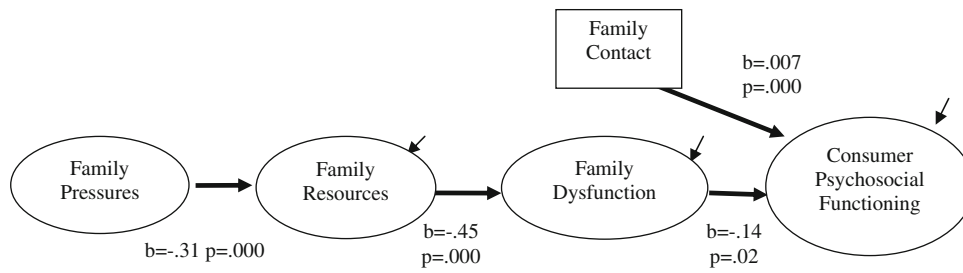 Family
Contact
b=.007
p=.000
Family
Pressures
Family
Resources
Family
Dysfunction
Consumer
Psychosocial
Functioning
b=-.31 p=.000
b=-.45
p=.000
b=-.14
p=.02